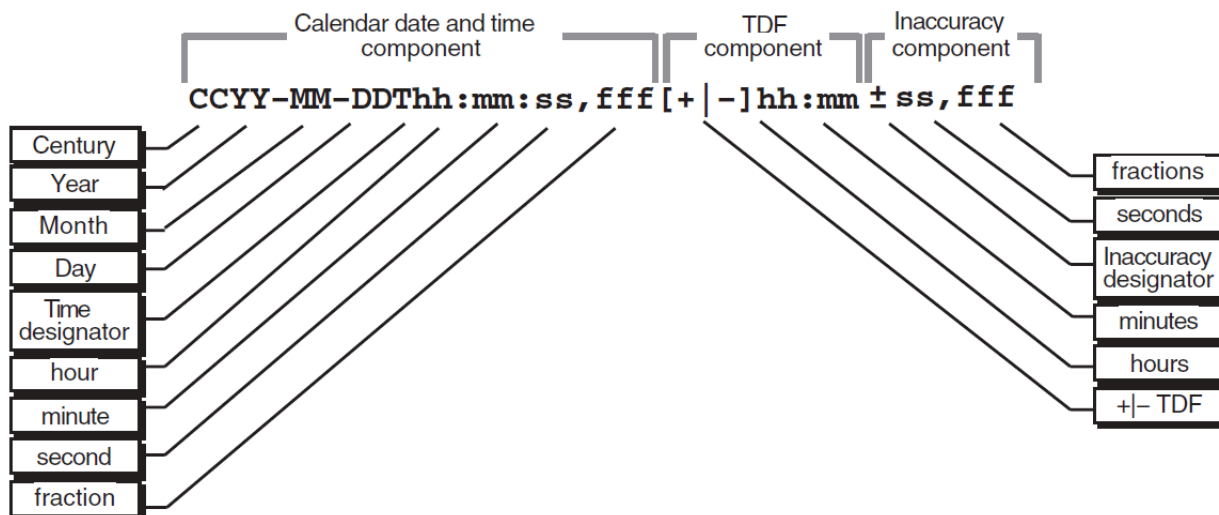 Calendar date and time
component
TDF
component
Inaccuracy
component
CCYY-MM-DDThh:mm:ss,fff[+|-]hh:mm±ss,fff
Century
Year
Month
Day
Time
designator
hour
minute
second
fraction
fractions
seconds
Inaccuracy
designator
minutes
hours
+|– TDF